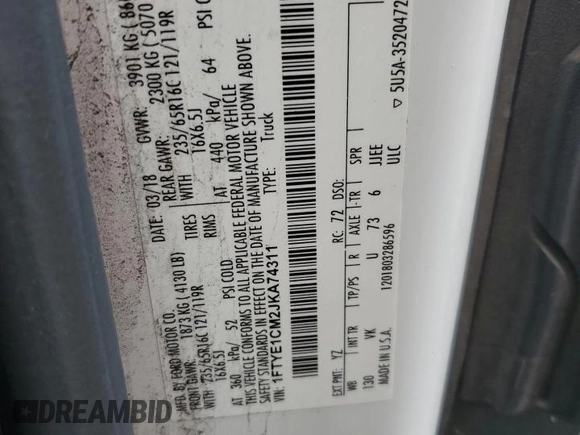 MFD. BY FORD MOTOR CO.
DATE: 03/18 GVWR: 3901 KG ( 860
FRONT GAWR: 1873 KG ( 4130 LB) REAR GAWR: 2300 KG ( 5070
WITH 235/65R16C 121/119R TIRES WITH 235/65R16C 121/119R
16X6.5J RIMS 16X6.5J
AT 360 kPa/ 52 PSI COLD AT 440 kPa/ 64 PSI COL
THIS VEHICLE CONFORMS TO ALL APPLICABLE FEDERAL MOTOR VEHICLE
SAFETY STANDARDS IN EFFECT ON THE DATE OF MANUFACTURE SHOWN ABOVE.
VIN: 1FTYE1CM2JKA74311 TYPE: Truck
EXT PNT: YZ RC: 72 DSO:
WB INT TR TP/PS R AXLE I-TR SPR
130 VK U 73 6 JJEE
MADE IN U.S.A. 1201803286596 ULC
▽ 5U5A-3520472
DREAMBID